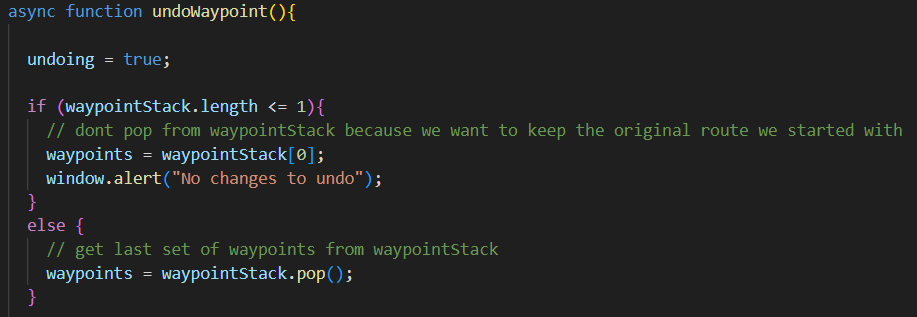 async function undoWaypoint(){
undoing = true;
if (waypointStack.length <= 1){
// dont pop from waypointStack because we want to keep the original route we started with
waypoints = waypointStack[0];
window.alert("No changes to undo");
}
else {
// get last set of waypoints from waypointStack
waypoints = waypointStack.pop();
}